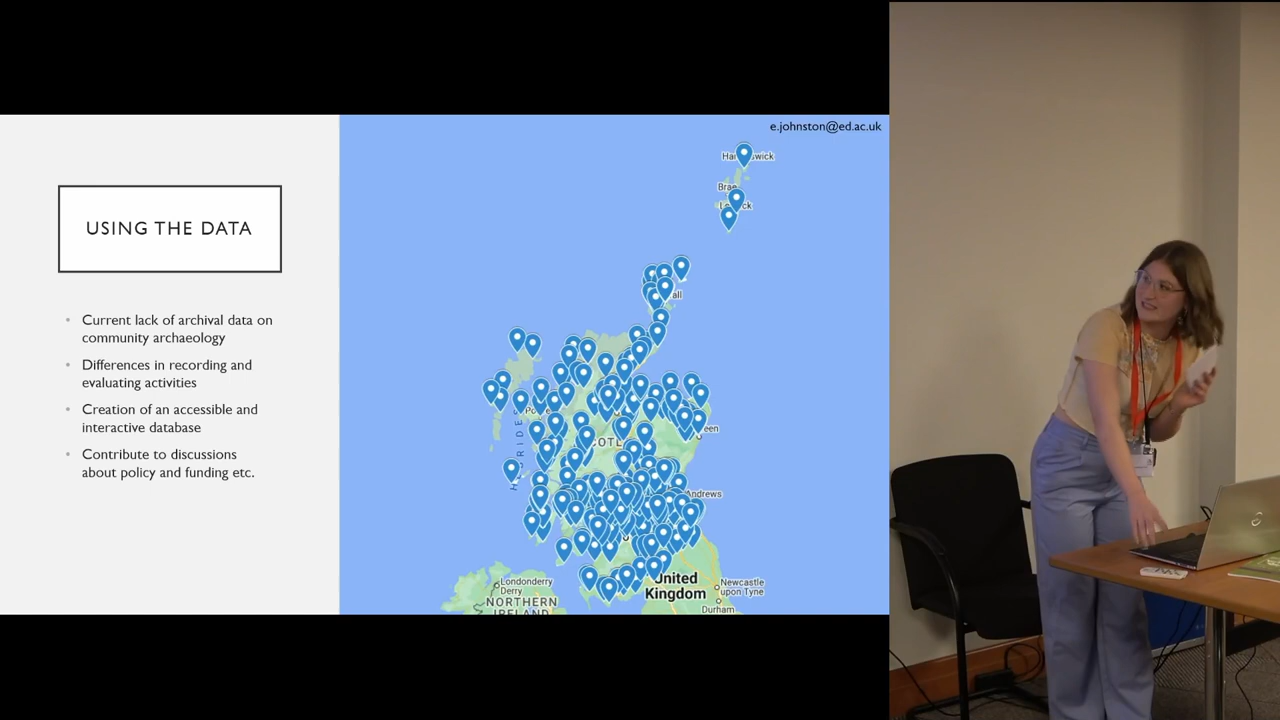 e.johnston@ed.ac.uk
USING THE DATA
Current lack of archival data on
community archaeology
Differences in recording and
evaluating activities
Creation of an accessible and
interactive database
Contribute to discussions
about policy and funding etc.
Andrews
United
Kingdom
Londonderry
Derry
NORTHERN
IRELAND
Newcastle
upon Tyne
Durham